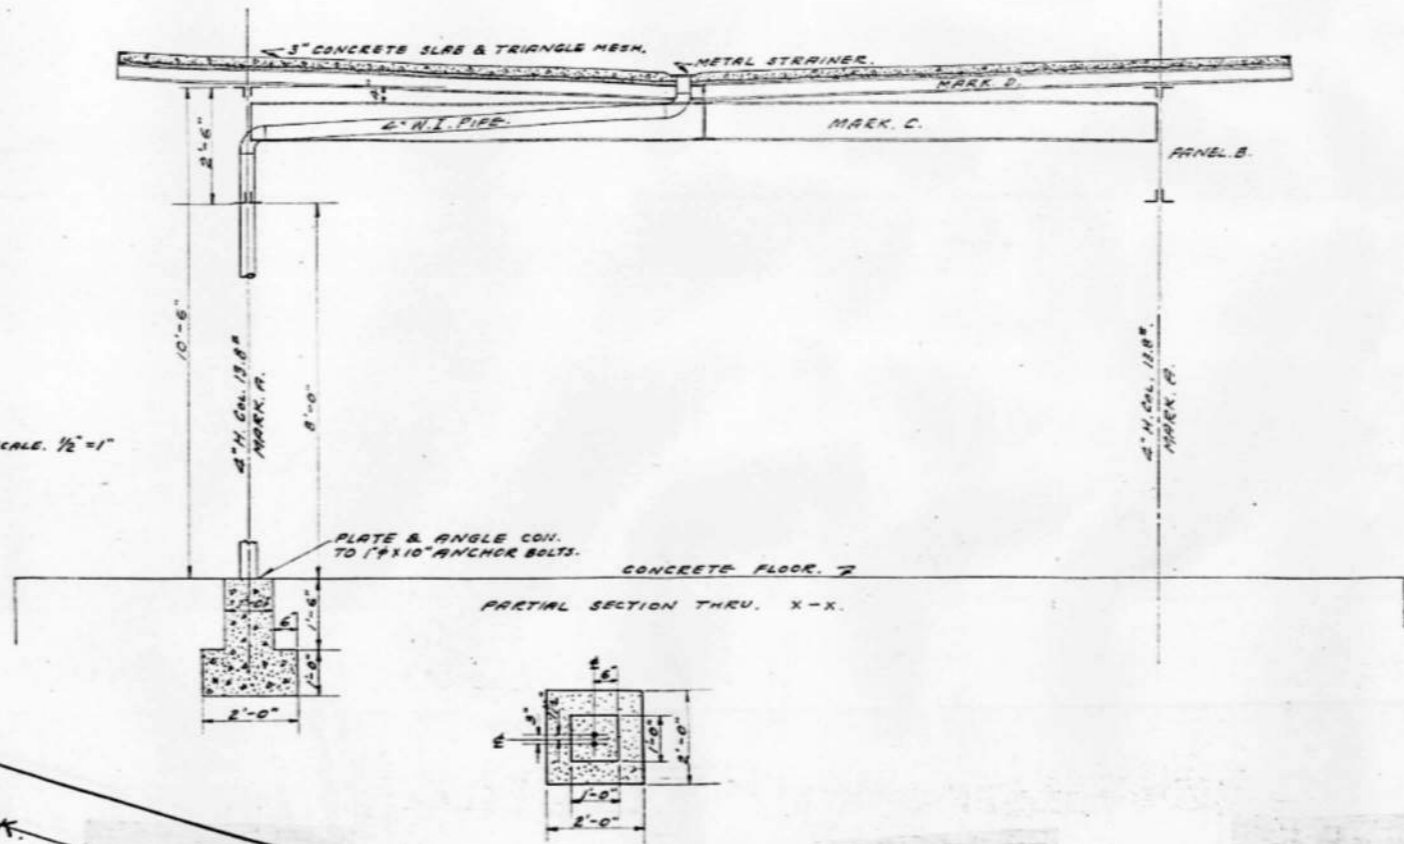 3" CONCRETE SLAB & TRIANGLE MESH.
METAL STRAINER.
MARK D.
4" W.I. PIPE.
MARK. C.
PANEL. B.
2'-6"
10'-6"
8'-0"
4" H. COL. 13.8#
MARK. A.
4" H. COL. 13.8#
MARK. A.
CALE. 1/2" = 1"
PLATE & ANGLE CON.
TO 1"φ X 10" ANCHOR BOLTS.
CONCRETE FLOOR.
PARTIAL SECTION THRU. X-X.
1'-6"
6"
1'-0"
2'-0"
6"
3"
1'-0"
2'-0"
1'-0"
2'-0"
K.